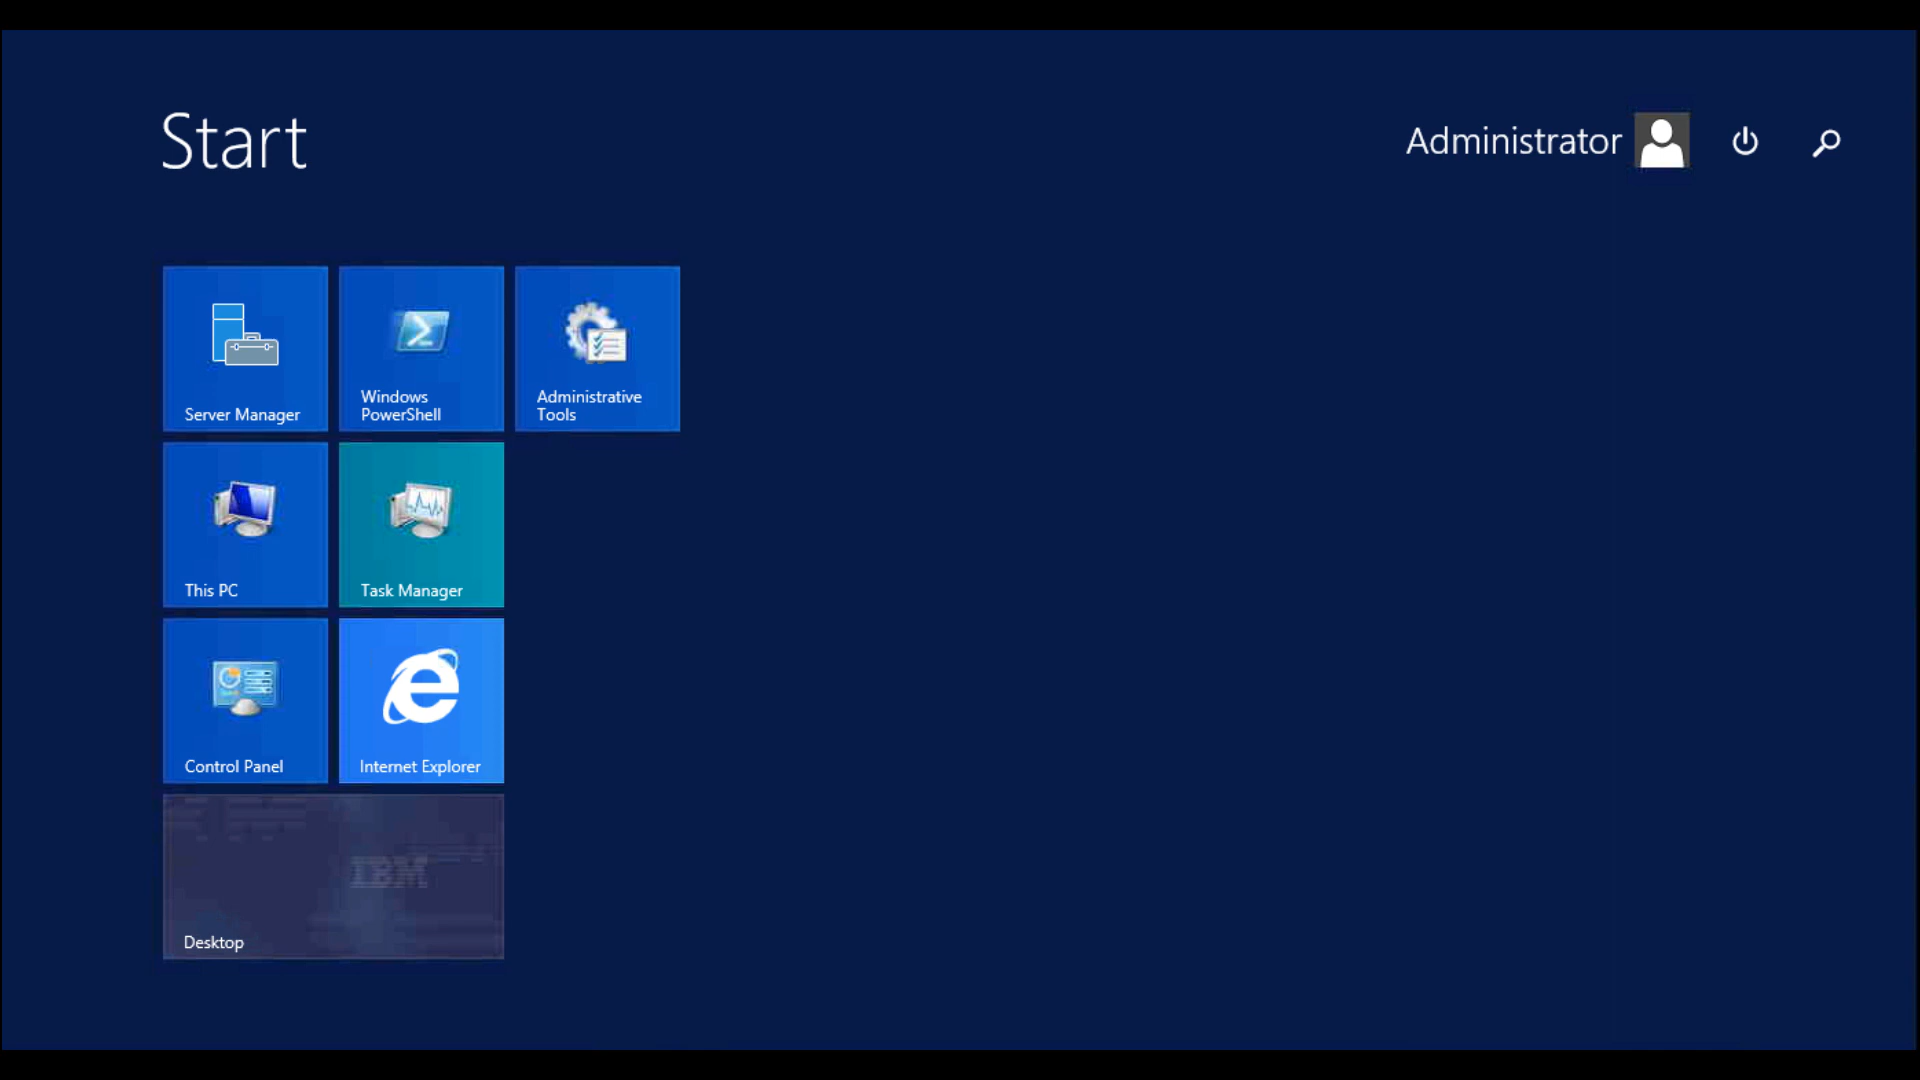 Start
Administrator
Server Manager
Windows
PowerShell
Administrative
Tools
This PC
Task Manager
Control Panel
Internet Explorer
IBM
Desktop